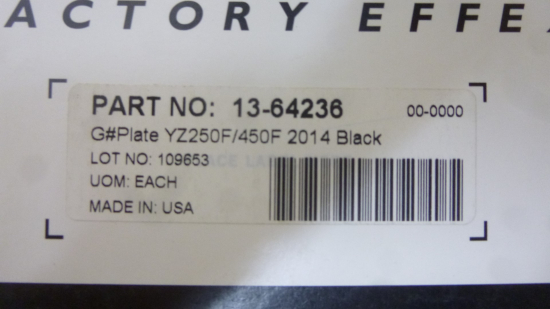 ACTORY EFFE
PART NO: 13-64236 00-0000
G#Plate YZ250F/450F 2014 Black
LOT NO: 109653
UOM: EACH
MADE IN: USA